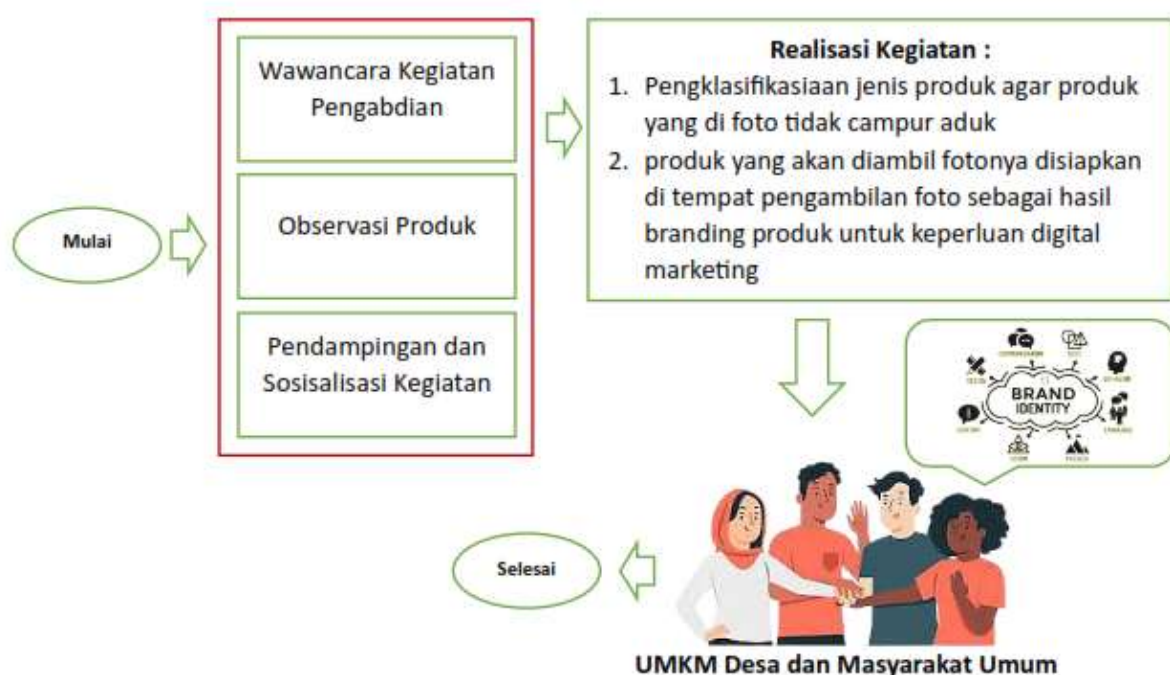 Mulai
Wawancara Kegiatan
Pengabdian
Observasi Produk
Pendampingan dan
Sosisalisasi Kegiatan
Realisasi Kegiatan :
1. Pengklasifikasiaan jenis produk agar produk
yang di foto tidak campur aduk
2. produk yang akan diambil fotonya disiapkan
di tempat pengambilan foto sebagai hasil
branding produk untuk keperluan digital
marketing
BRAND
IDENTITY
UMKM Desa dan Masyarakat Umum
Selesai